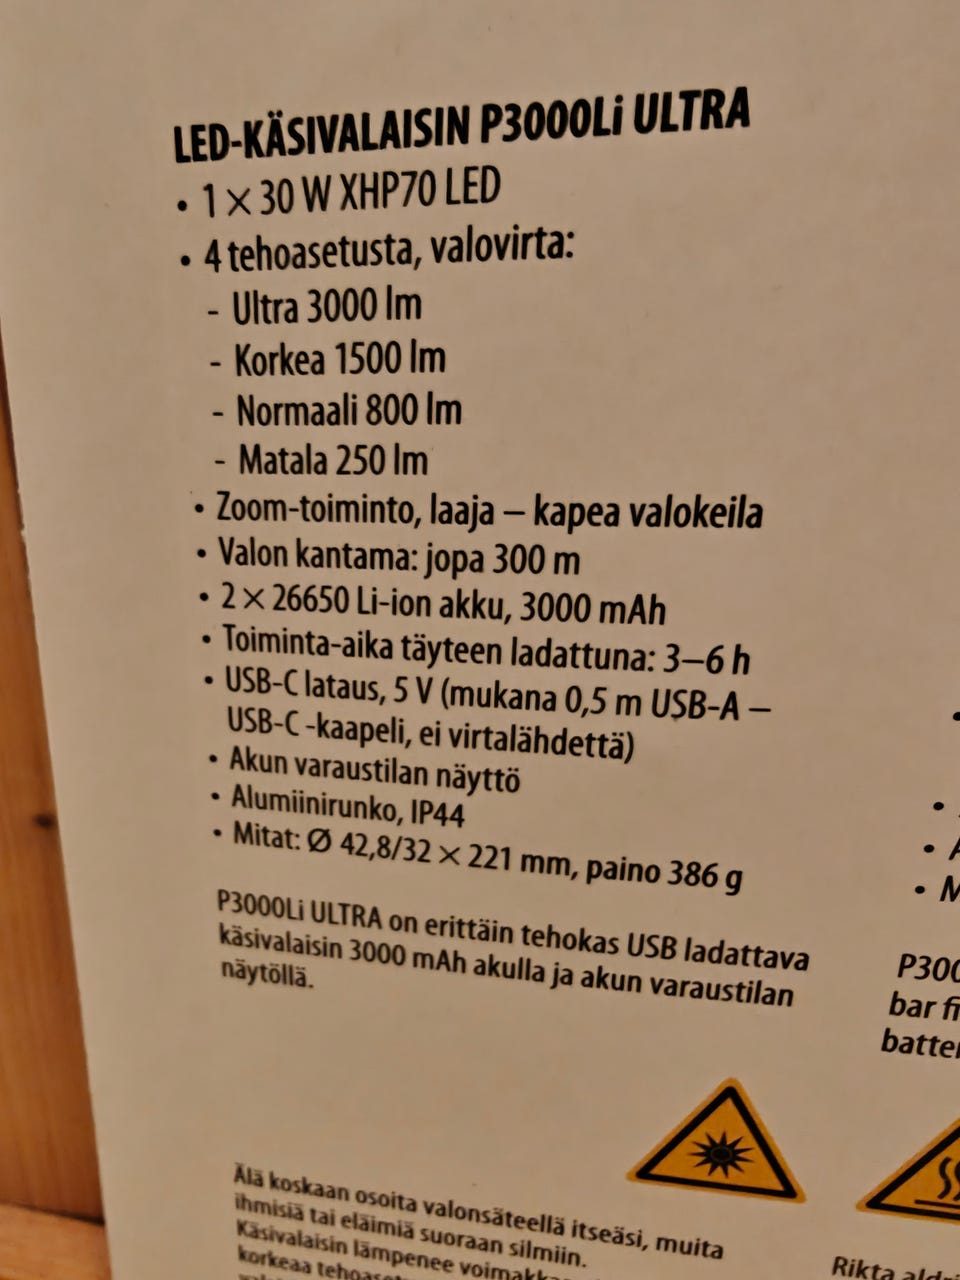 LED-KÄSIVALAISIN P3000Li ULTRA
• 1 × 30 W XHP70 LED
• 4 tehoasetusta, valovirta:
- Ultra 3000 lm
- Korkea 1500 lm
- Normaali 800 lm
- Matala 250 lm
• Zoom-toiminto, laaja – kapea valokeila
• Valon kantama: jopa 300 m
• 2 × 26650 Li-ion akku, 3000 mAh
• Toiminta-aika täyteen ladattuna: 3–6 h
• USB-C lataus, 5 V (mukana 0,5 m USB-A –
USB-C -kaapeli, ei virtalähdettä)
• Akun varaustilan näyttö
• Alumiinirunko, IP44
• Mitat: Ø 42,8/32 × 221 mm, paino 386 g
P3000Li ULTRA on erittäin tehokas USB ladattava
käsivalaisin 3000 mAh akulla ja akun varaustilan
näytöllä.
Älä koskaan osoita valonsäteellä itseäsi, muita
ihmisiä tai eläimiä suoraan silmiin.
Käsivalaisin lämpenee
korkeaa
bar
Rikta